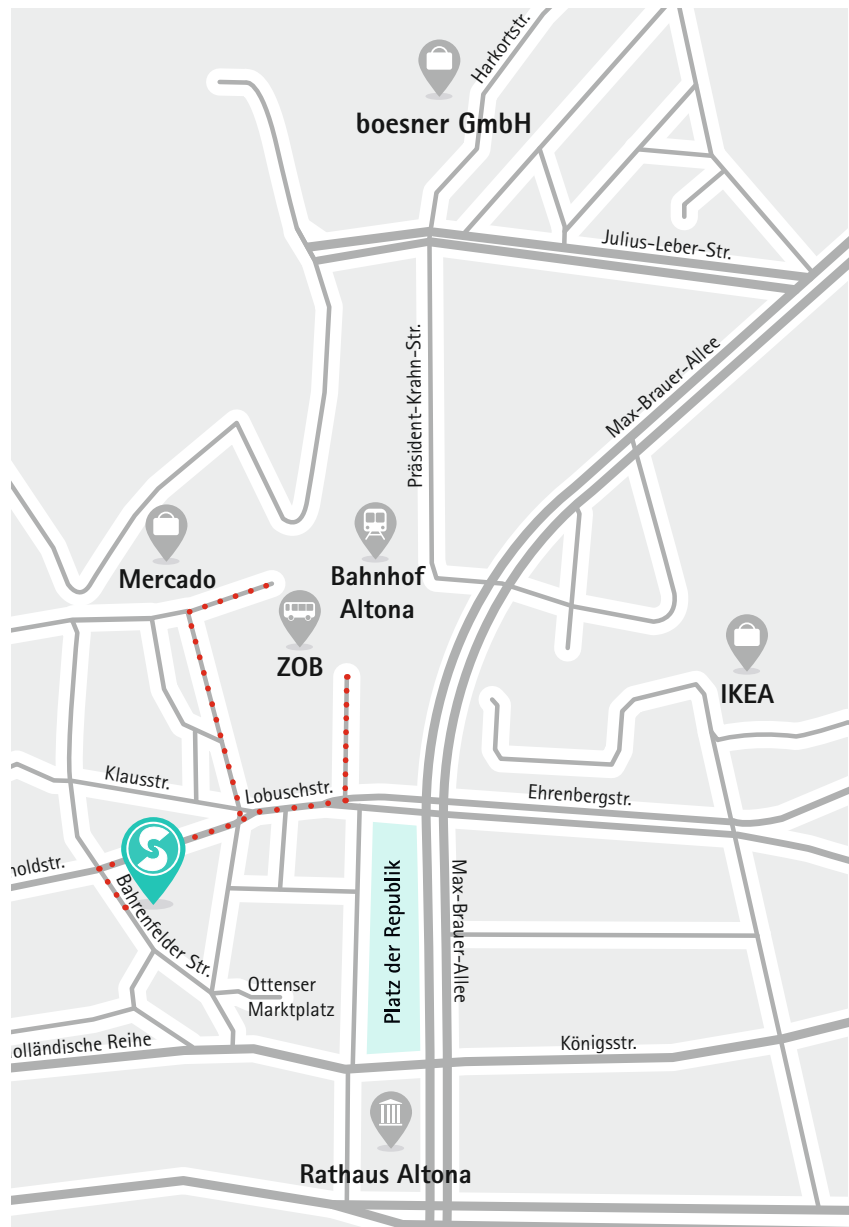 Harkortstr.
boesner GmbH
Julius-Leber-Str.
Max-Brauer-Allee
Präsident-Krahn-Str.
Mercado
Bahnhof
Altona
ZOB
IKEA
Klausstr.
Lobuschstr.
Ehrenbergstr.
holdstr.
Bahrenfelder Str.
Platz der Republik
Max-Brauer-Allee
Ottenser
Marktplatz
olländische Reihe
Königsstr.
Rathaus Altona